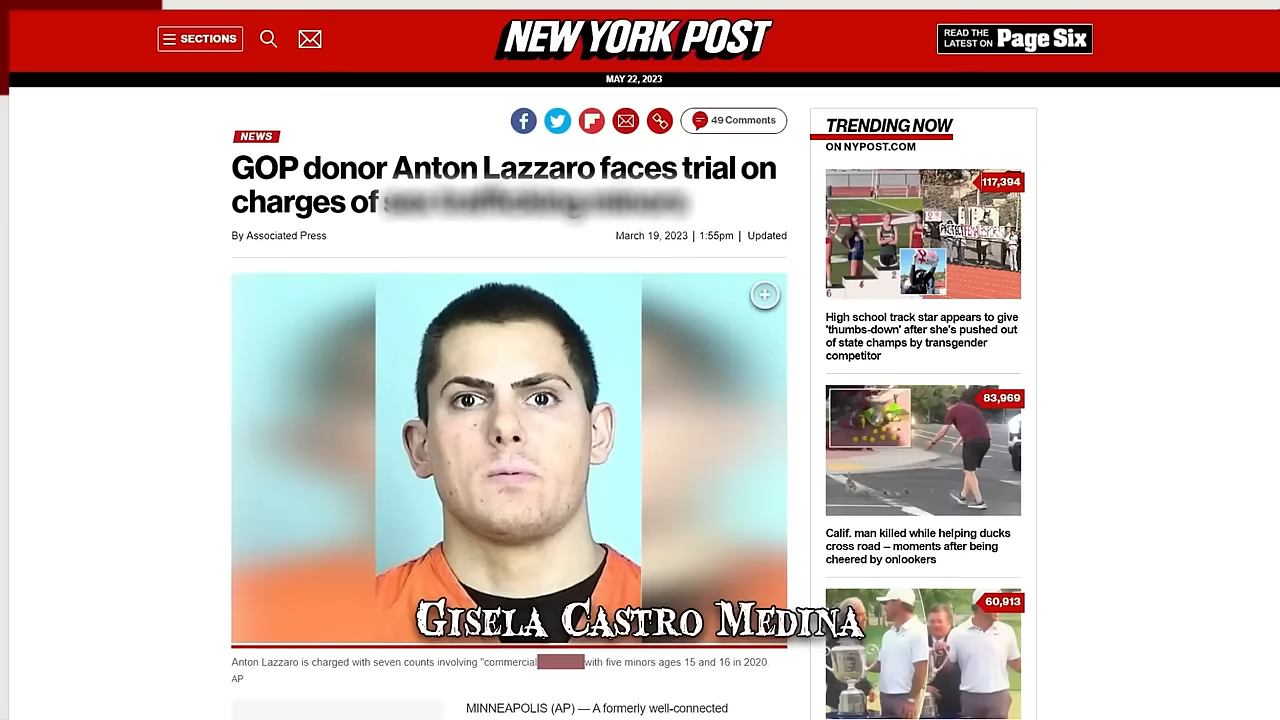 SECTIONS
NEW YORK POST
READ THE
LATEST ON Page Six
MAY 22, 2023
49 Comments
NEWS
GOP donor Anton Lazzaro faces trial on
charges of
By Associated Press
March 19, 2023 | 1:55pm | Updated
GISELA CASTRO MEDINA
Anton Lazzaro is charged with seven counts involving "commercial with five minors ages 15 and 16 in 2020.
AP
MINNEAPOLIS (AP) — A formerly well-connected
TRENDING NOW
ON NYPOST.COM
117,394
High school track star appears to give
'thumbs-down' after she's pushed out
of state champs by transgender
competitor
83,969
Calif. man killed while helping ducks
cross road – moments after being
cheered by onlookers
60,913